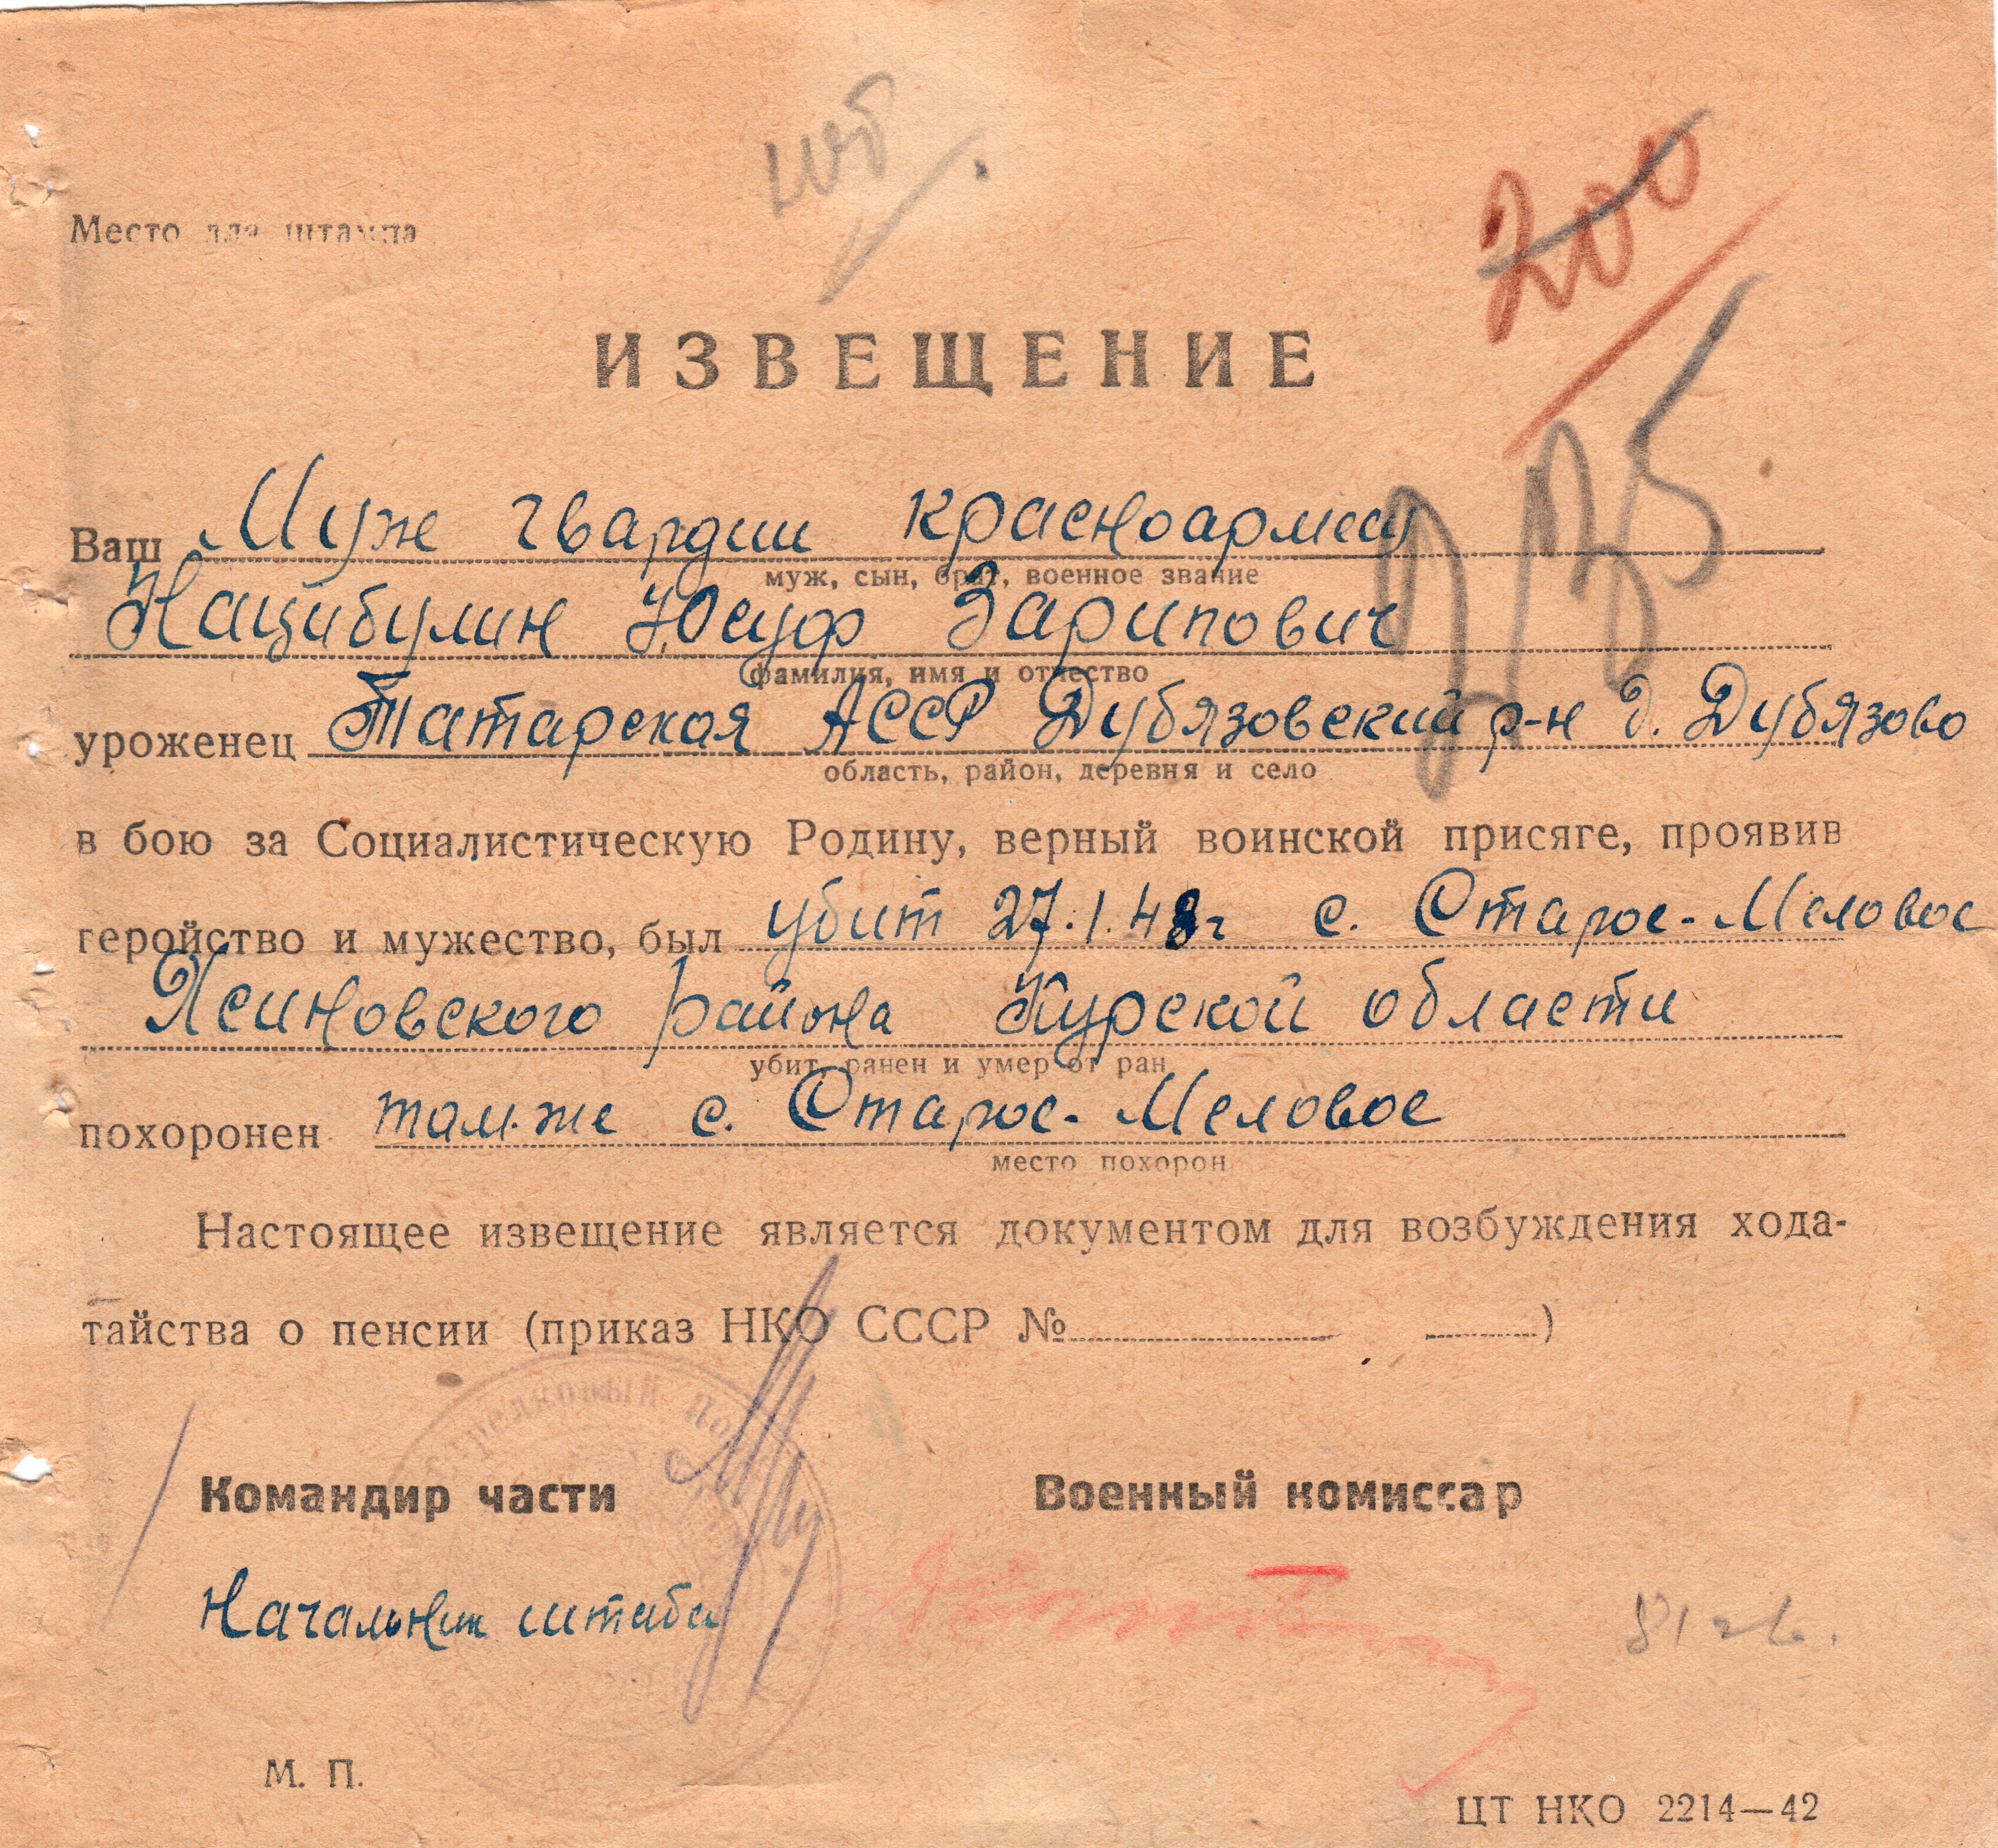 200
Место для штампа
ИЗВЕЩЕНИЕ
Ваш Муж гвардии красноармеец
муж, сын, брат, военное звание
Нацибулин Юсуф Зарипович
фамилия, имя и отчество
уроженец Татарская АССР Дубязовский р-н д. Дубязово
область, район, деревня и село
в бою за Социалистическую Родину, верный воинской присяге, проявив
геройство и мужество, был убит 27.1.43г с. Старое-Меловое
Ясиновского района Курской области
убит, ранен и умер от ран
похоронен там.же с. Старое-Меловое
место похорон
Настоящее извещение является документом для возбуждения хода-
тайства о пенсии (приказ НКО СССР № )
Стрелковый
Командир части Военный комиссар
Начальник штаба
М. П.
ЦТ НКО 2214—42